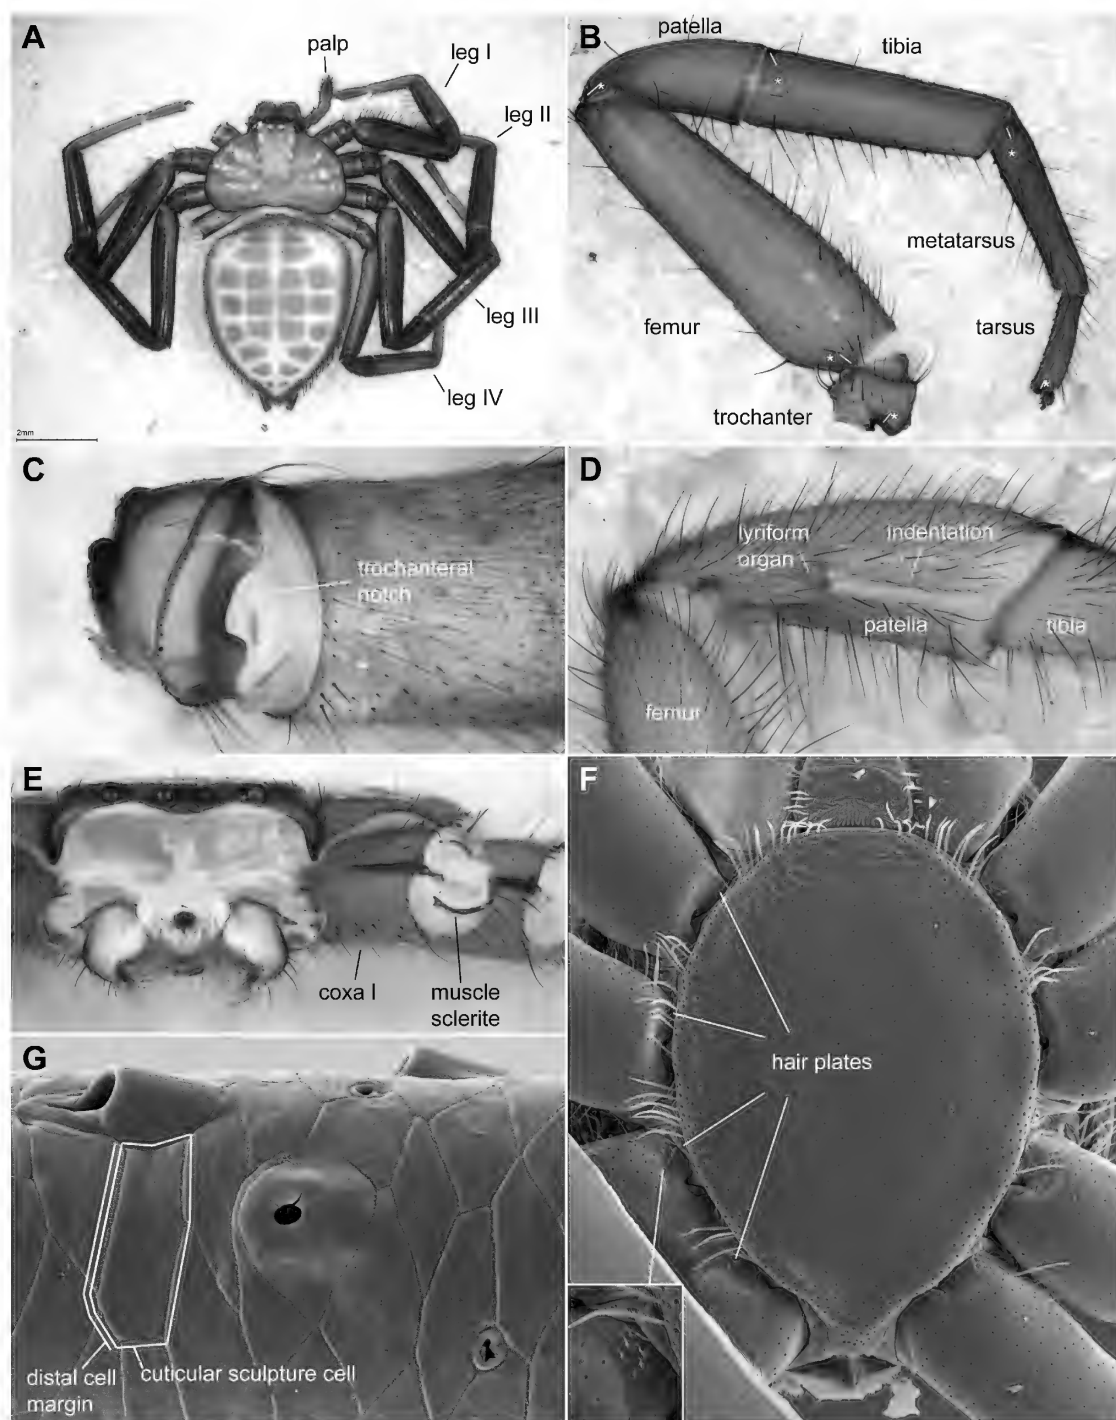 A
palp
leg I
leg II
leg III
leg IV
2mm
B
patella
tibia
metatarsus
femur
tarsus
trochanter
C
trochanteral
notch
D
lyriform
organ
indentation
patella
tibia
femur
E
coxa I
muscle
sclerite
F
hair plates
G
distal cell
margin
cuticular sculpture cell